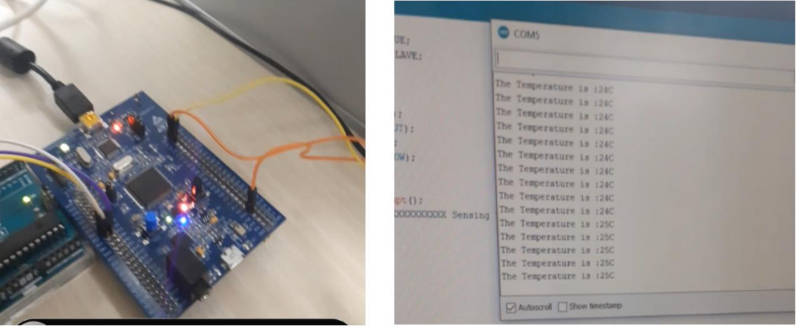 COM5
UE;
LAVE;
The Temperature is :24C
The Temperature is :24C
The Temperature is :24C
The Temperature is :24C
The Temperature is :24C
The Temperature is :24C
The Temperature is :24C
The Temperature is :24C
The Temperature is :24C
The Temperature is :24C
The Temperature is :25C
The Temperature is :25C
The Temperature is :25C
The Temperature is :25C
The Temperature is :25C
);
UT);
;
OW);
pt();
XXXXXXXXXX Sensing
Autoscroll Show timestamp